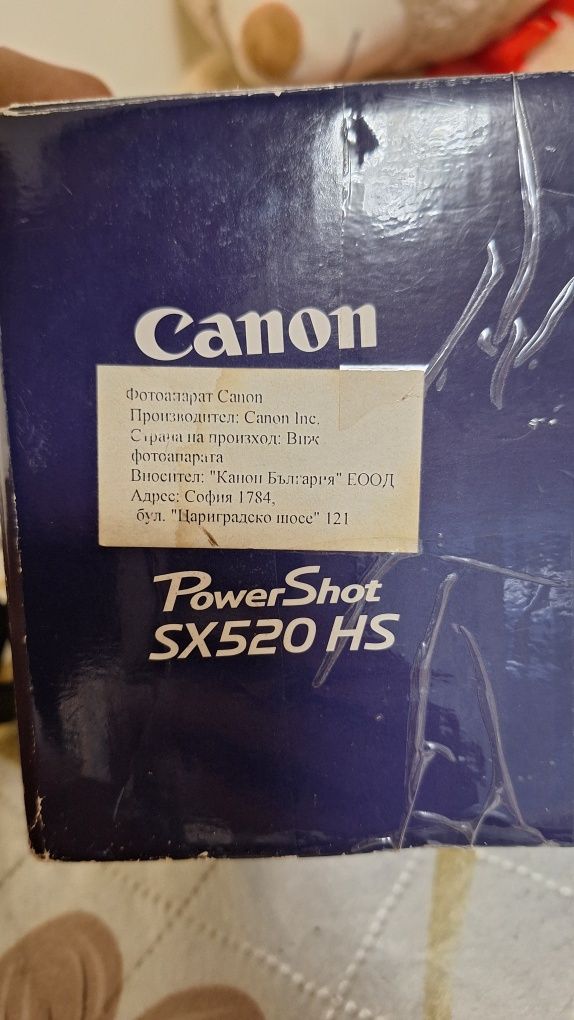 Canon
Фотоапарат Canon
Производител: Canon Inc.
Страна на произход: Виж
фотоапарата
Вносител: "Канон България" ЕООД
Адрес: София 1784,
бул. "Цариградско шосе" 121
PowerShot
SX520 HS